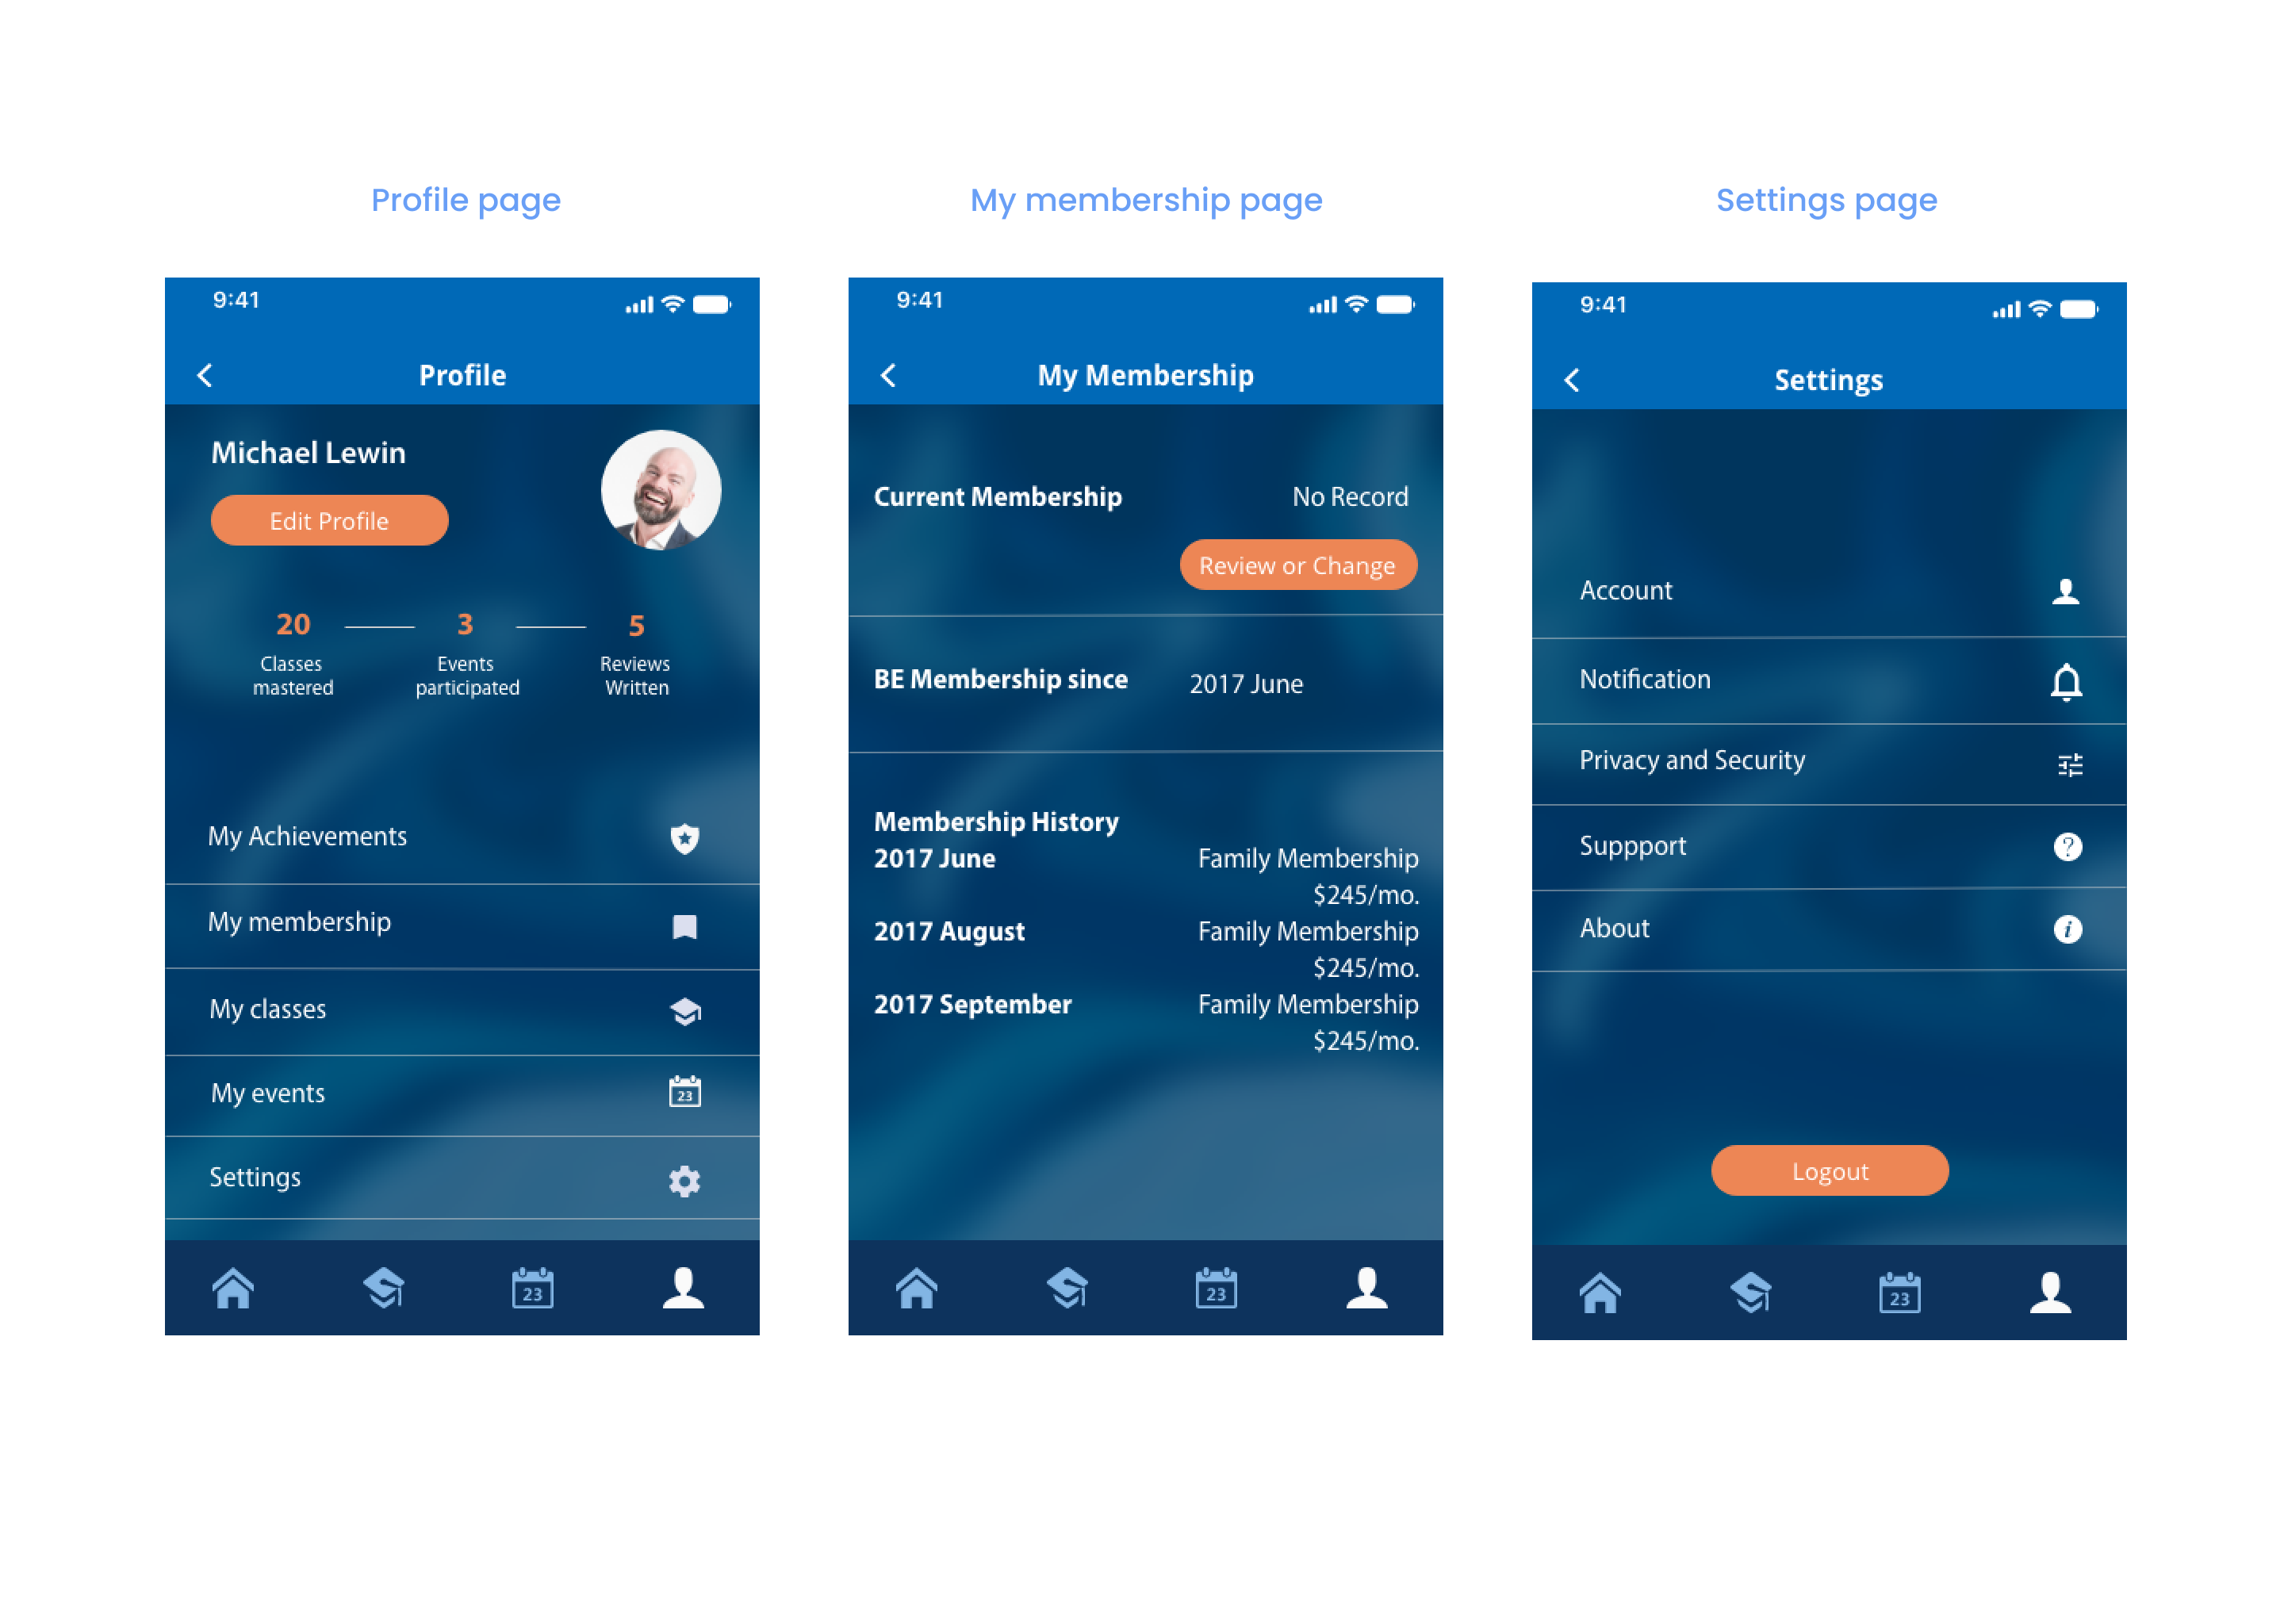 Profile page
9:41
Profile
Michael Lewin
Edit Profile
20
3
5
Classes
mastered
Events
participated
Reviews
Written
My Achievements
My membership
My classes
My events
23
Settings
23
My membership page
9:41
My Membership
Current Membership
No Record
Review or Change
BE Membership since
2017 June
Membership History
2017 June
Family Membership
$245/mo.
2017 August
Family Membership
$245/mo.
2017 September
Family Membership
$245/mo.
23
Settings page
9:41
Settings
Account
Notification
Privacy and Security
Suppport
?
About
i
Logout
23